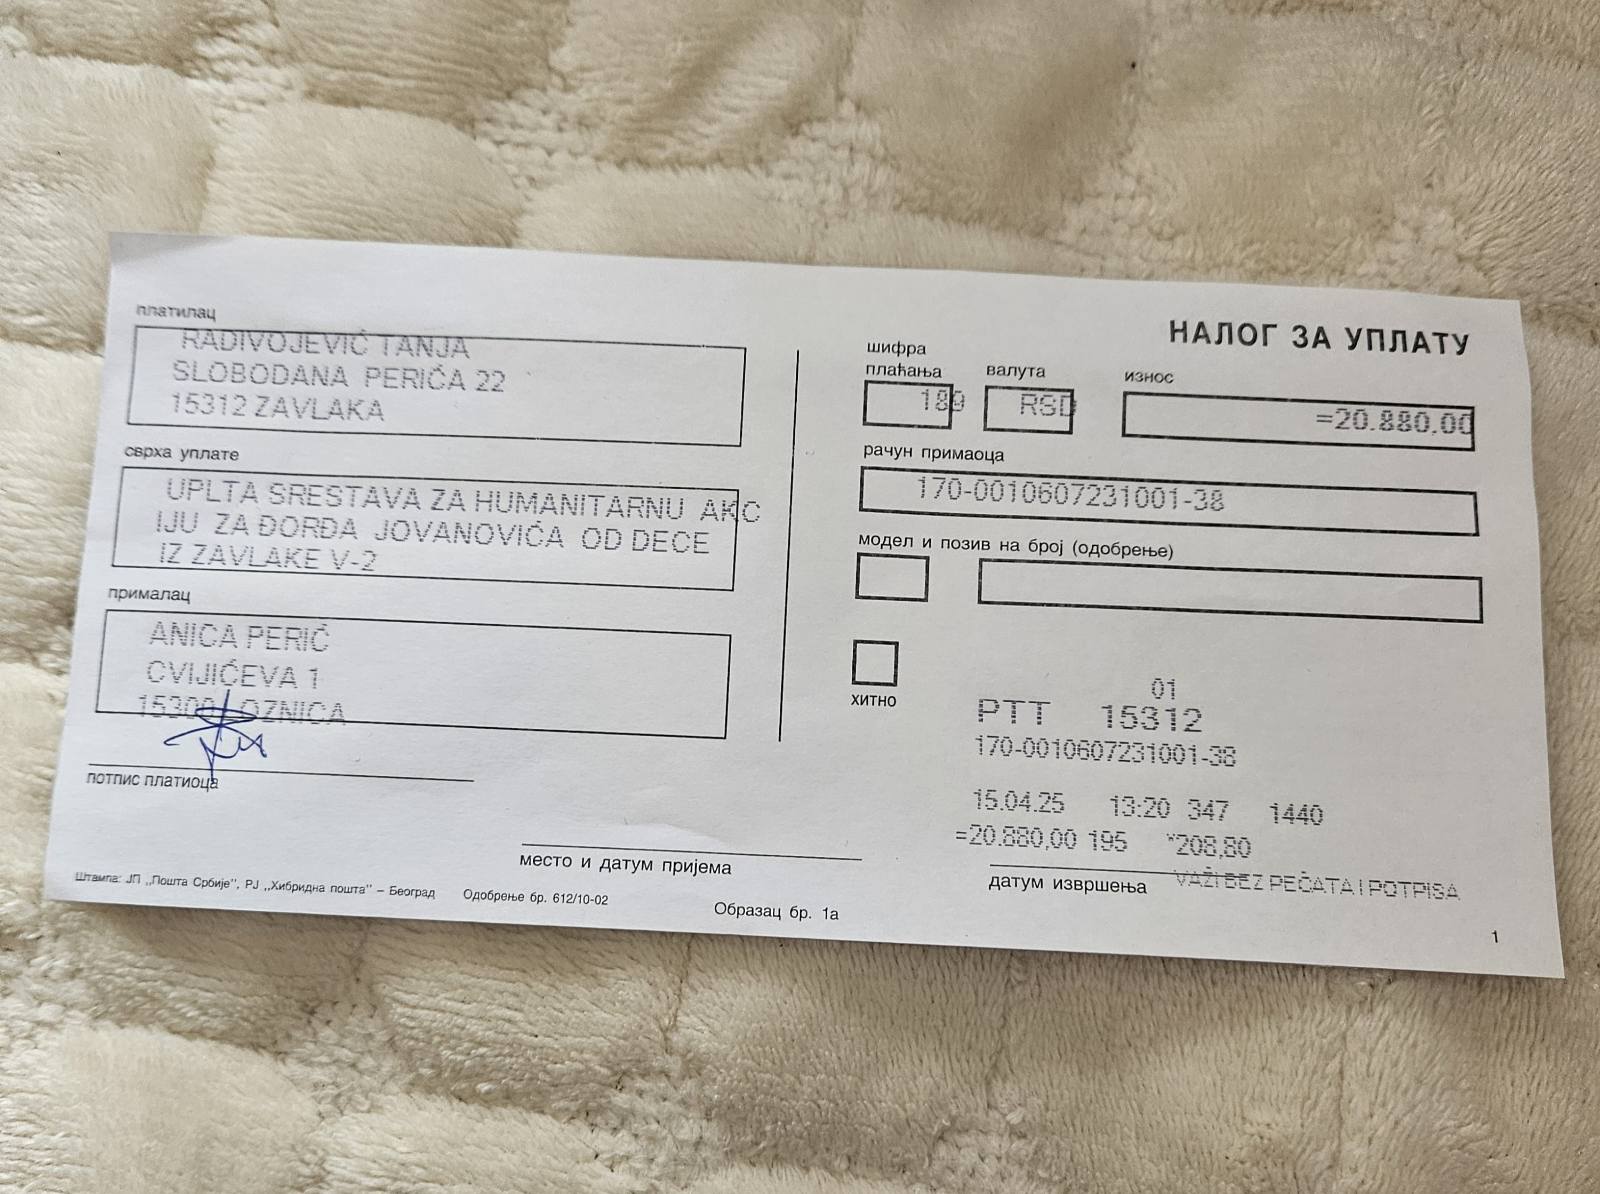 НАЛОГ ЗА УПЛАТУ
платилац
RADIVOJEVIĆ TANJA
SLOBODANA PERIĆA 22
15312 ZAVLAKA
сврха уплате
UPLTA SRESTAVA ZA HUMANITARNU AKC
IJU ZA ĐORĐA JOVANOVIĆA OD DECE
IZ ZAVLAKE V-2
прималац
ANICA PERIĆ
CVIJIĆEVA 1
15300 LOZNICA
потпис платиоца
место и датум пријема
Штампа: ЈП „Пошта Србије”, РЈ „Хибридна пошта” – Београд Одобрење бр. 612/10-02
Образац бр. 1а
шифра плаћања
189
валута
RSD
износ
=20.880,00
рачун примаоца
170-0010607231001-38
модел и позив на број (одобрење)
хитно
01
PTT 15312
170-0010607231001-38
15.04.25 13:20 347 1440
=20.880,00 195 *208,80
датум извршења
VAŽI BEZ PEČATA I POTPISA
1